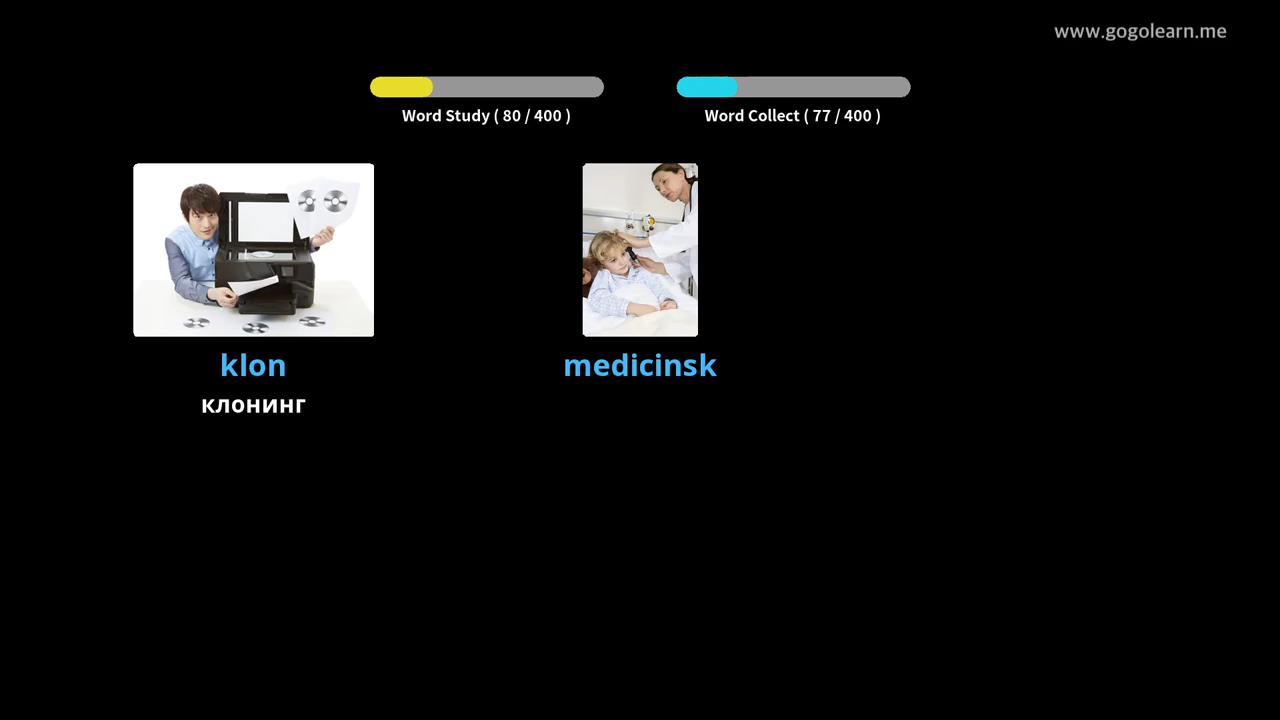 www.gogolearn.me
Word Study ( 80 / 400 )
Word Collect ( 77 / 400 )
klon
клонинг
medicinsk